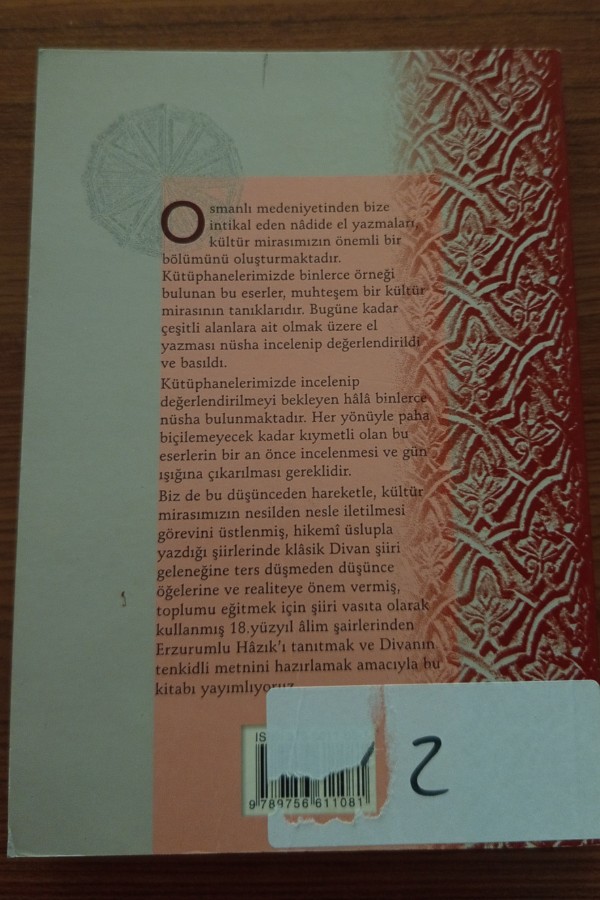 Osmanlı medeniyetinden bize
intikal eden nâdide el yazmaları,
kültür mirasımızın önemli bir
bölümünü oluşturmaktadır.
Kütüphanelerimizde binlerce örneği
bulunan bu eserler, muhteşem bir kültür
mirasının tanıklarıdır. Bugüne kadar
çeşitli alanlara ait olmak üzere el
yazması nüsha incelenip değerlendirildi
ve basıldı.
Kütüphanelerimizde incelenip
değerlendirilmeyi bekleyen hâlâ binlerce
nüsha bulunmaktadır. Her yönüyle paha
biçilemeyecek kadar kıymetli olan bu
eserlerin bir an önce incelenmesi ve gün
ışığına çıkarılması gereklidir.
Biz de bu düşünceden hareketle, kültür
mirasımızın nesilden nesle iletilmesi
görevini üstlenmiş, hikemî üslupla
yazdığı şiirlerinde klâsik Divan şiiri
geleneğine ters düşmeden düşünce
öğelerine ve realiteye önem vermiş,
toplumu eğitmek için şiiri vasıta olarak
kullanmış 18.yüzyıl âlim şairlerinden
Erzurumlu Hâzık'ı tanıtmak ve Divanın
tenkidli metnini hazırlamak amacıyla bu
kitabı yayımlıyoruz
IS
2
9 789756 611081